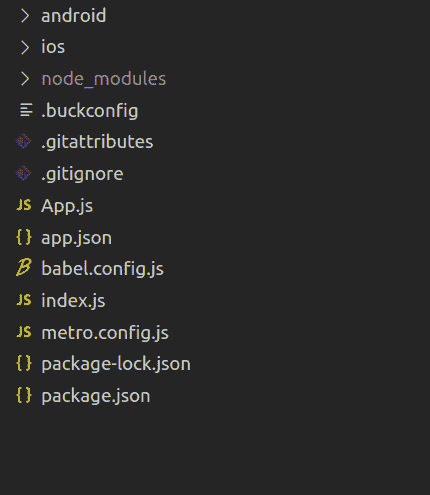 android
ios
node_modules
.buckconfig
.gitattributes
.gitignore
JS App.js
{} app.json
B babel.config.js
JS index.js
JS metro.config.js
{} package-lock.json
{} package.json